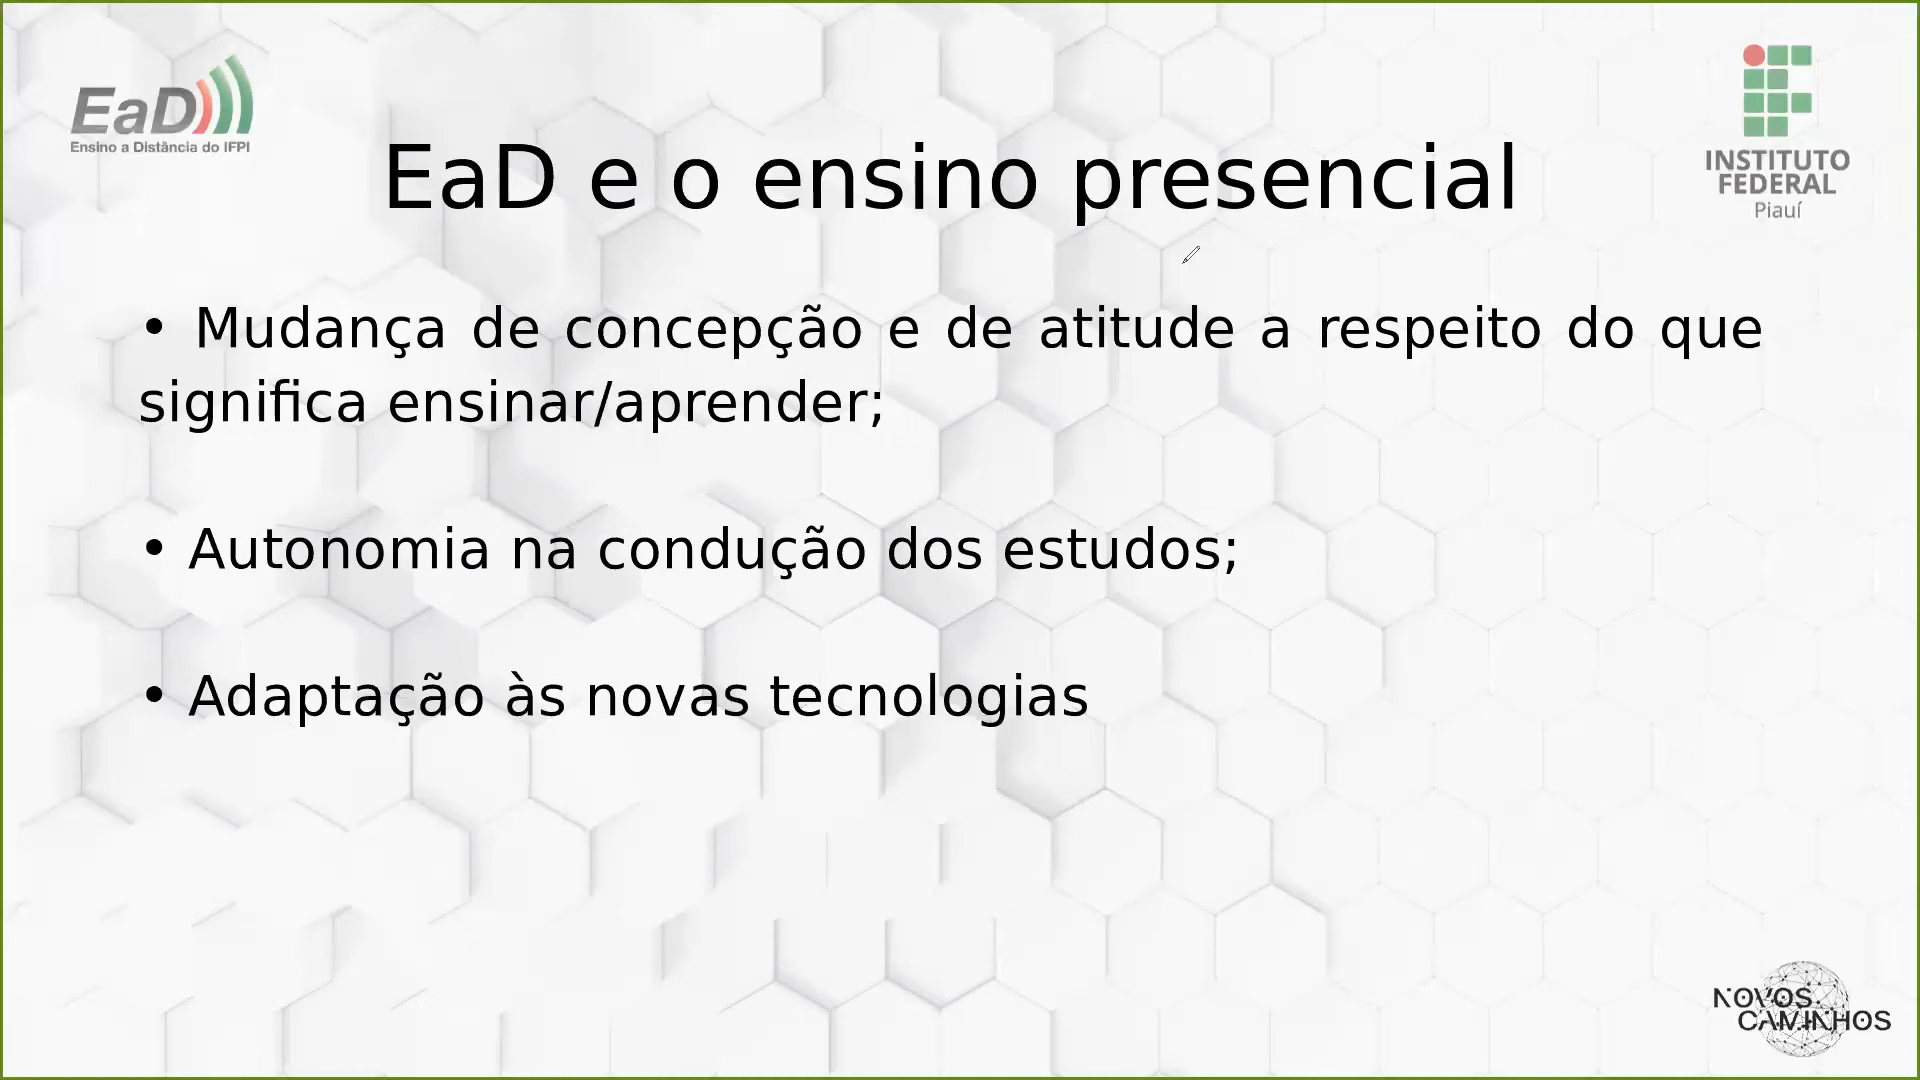 EaD
Ensino a Distância do IFPI
INSTITUTO
FEDERAL
Piauí
EaD e o ensino presencial
• Mudança de concepção e de atitude a respeito do que
significa ensinar/aprender;
• Autonomia na condução dos estudos;
• Adaptação às novas tecnologias
NOVOS
CAMINHOS